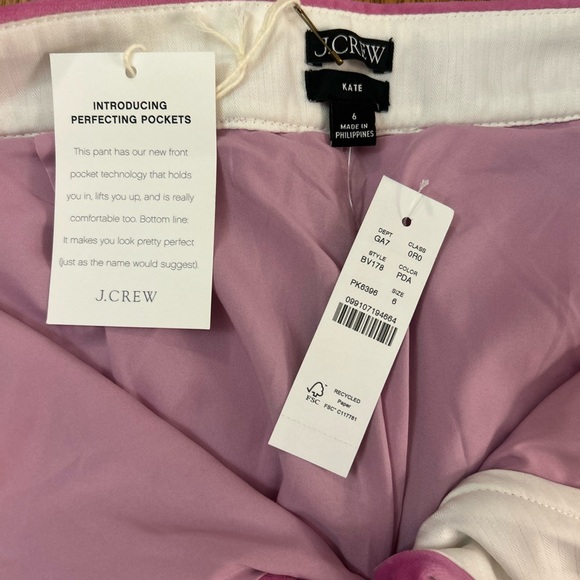 J.CREW
KATE
6
MADE IN
PHILIPPINES
INTRODUCING
PERFECTING POCKETS
This pant has our new front
pocket technology that holds
you in, lifts you up, and is really
comfortable too. Bottom line:
It makes you look pretty perfect
(just as the name would suggest).
J.CREW
DEPT CLASS
GA7 0R0
STYLE COLOR
BV178 PDA
SIZE
PK6396 6
099107194664
FSC
RECYCLED
Paper
FSC® C117781